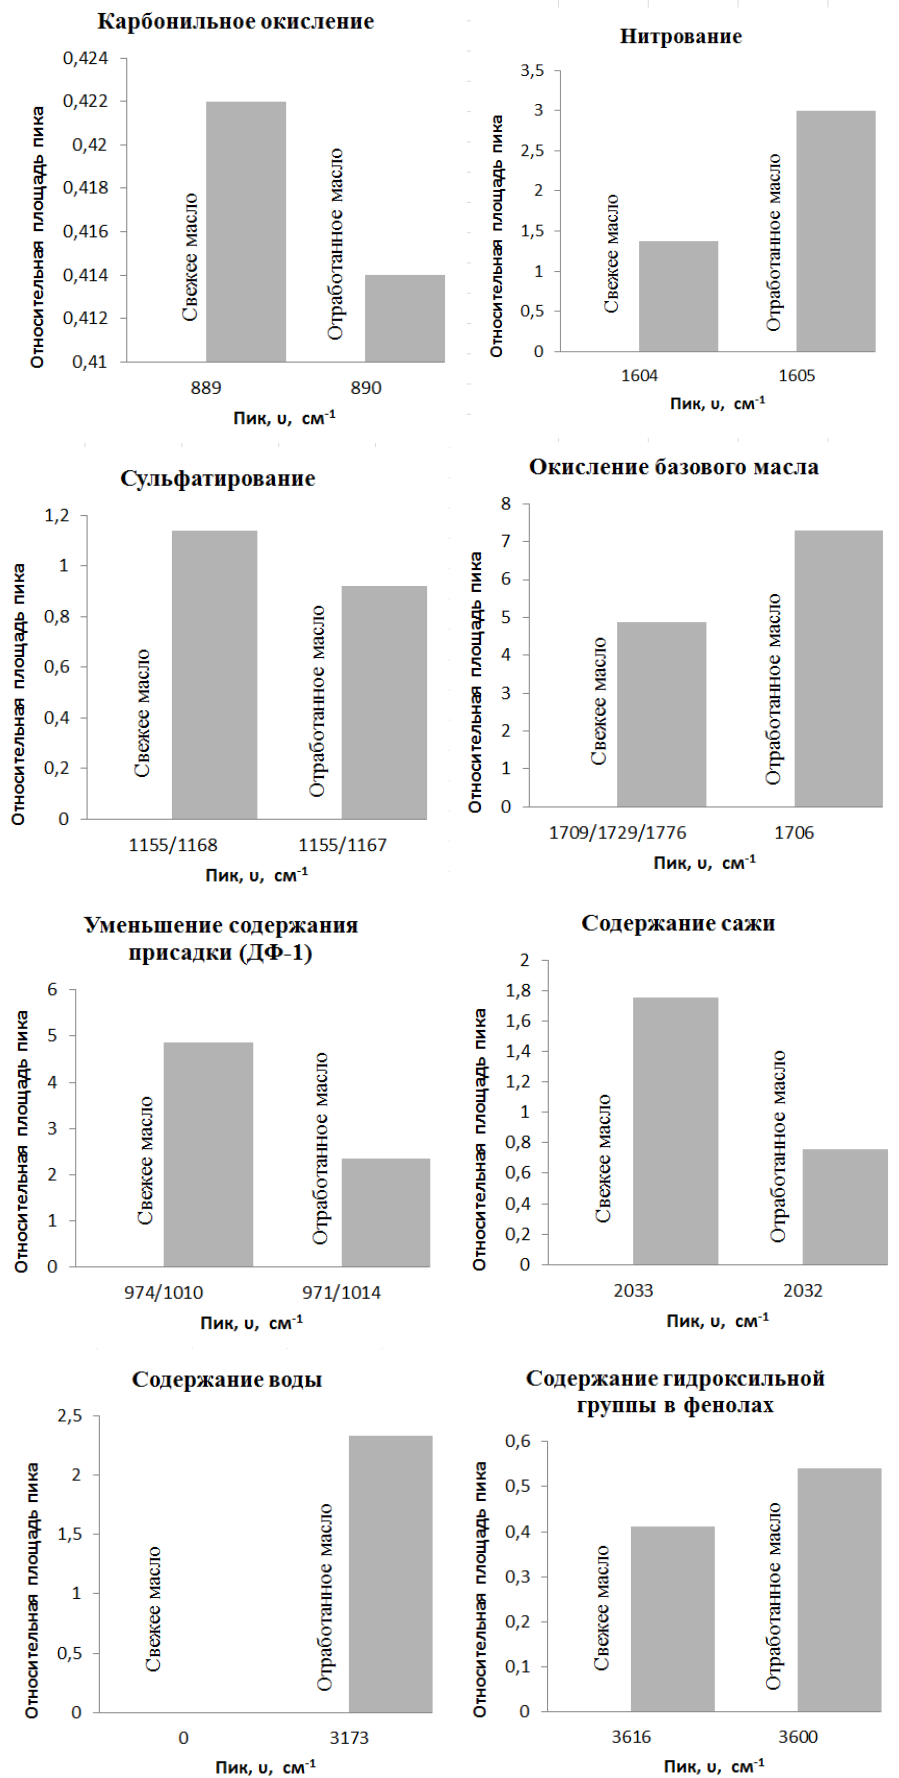 Карбонильное окисление
Относительная площадь пика
0,424
0,422
0,42
0,418
0,416
0,414
0,412
0,41
Свежее масло
Отработанное масло
889
890
Пик, υ, см-1
Нитрование
Относительная площадь пика
3,5
3
2,5
2
1,5
1
0,5
0
Свежее масло
Отработанное масло
1604
1605
Пик, υ, см-1
Сульфатирование
Относительная площадь пика
1,2
1
0,8
0,6
0,4
0,2
0
Свежее масло
Отработанное масло
1155/1168
1155/1167
Пик, υ, см-1
Окисление базового масла
Относительная площадь пика
8
7
6
5
4
3
2
1
0
Свежее масло
Отработанное масло
1709/1729/1776
1706
Пик, υ, см-1
Уменьшение содержания
присадки (ДФ-1)
Относительная площадь пика
6
5
4
3
2
1
0
Свежее масло
Отработанное масло
974/1010
971/1014
Пик, υ, см-1
Содержание сажи
Относительная площадь пика
2
1,8
1,6
1,4
1,2
1
0,8
0,6
0,4
0,2
0
Свежее масло
Отработанное масло
2033
2032
Пик, υ, см-1
Содержание воды
Относительная площадь пика
2,5
2
1,5
1
0,5
0
Свежее масло
Отработанное масло
0
3173
Пик, υ, см-1
Содержание гидроксильной
группы в фенолах
Относительная площадь пика
0,6
0,5
0,4
0,3
0,2
0,1
0
Свежее масло
Отработанное масло
3616
3600
Пик, υ, см-1